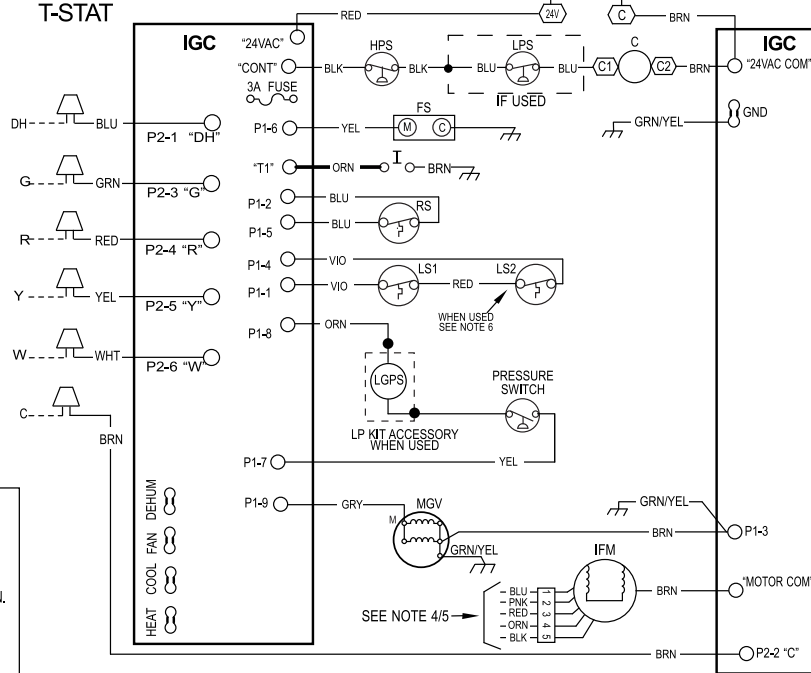 T-STAT
RED
24V
C
BRN
IGC
"24VAC"
HPS
LPS
C
IGC
"CONT"
BLK
BLK
BLU
BLU
C1
C2
BRN
"24VAC COM"
3A FUSE
IF USED
FS
GND
DH
BLU
P2-1 "DH"
P1-6
YEL
M
C
GRN/YEL
"T1"
ORN
I
BRN
G
GRN
P2-3 "G"
P1-2
BLU
RS
P1-5
BLU
R
RED
P2-4 "R"
P1-4
VIO
LS1
RED
LS2
P1-1
VIO
Y
YEL
P2-5 "Y"
WHEN USED
SEE NOTE 6
P1-8
ORN
W
WHT
P2-6 "W"
LGPS
PRESSURE
SWITCH
C
BRN
LP KIT ACCESSORY
WHEN USED
P1-7
YEL
P1-9
GRY
MGV
M
GRN/YEL
BRN
P1-3
GRN/YEL
DEHUM
FAN
COOL
HEAT
IFM
BLU
1
PNK
2
RED
3
ORN
4
BLK
5
BRN
"MOTOR COM"
SEE NOTE 4/5
N.
BRN
P2-2 "C"